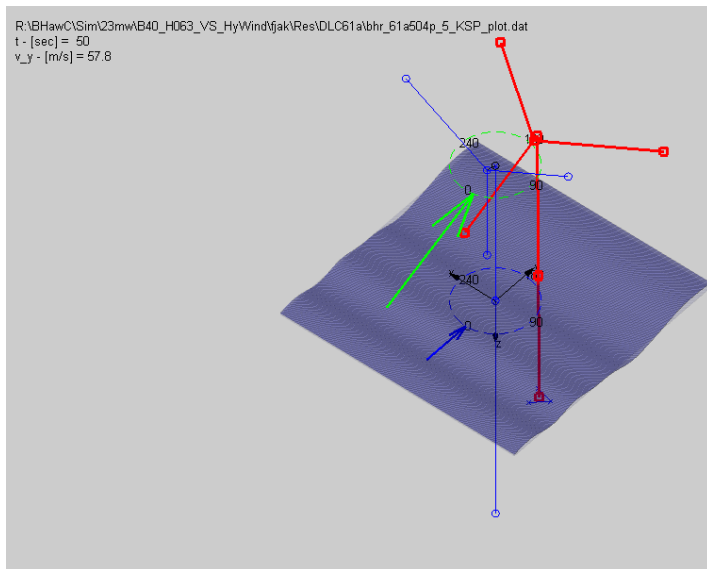 R:\BHawC\Sim\23mw\B40_H063_VS_HyWind\fjak\Res\DLC61a\bhr_61a504p_5_KSP_plot.dat
t - [sec] = 50
v_y - [m/s] = 57.8
240
0
90
240
x
0
90
z